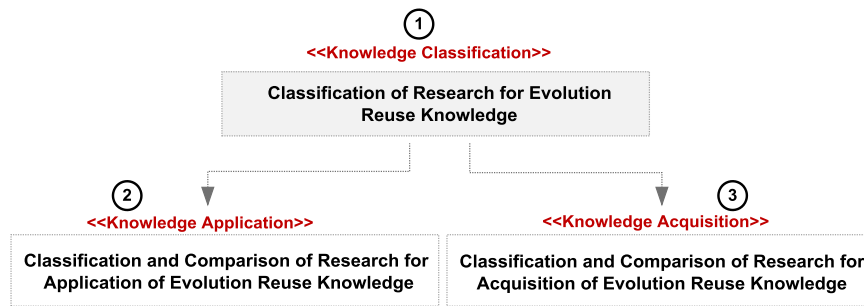 1
<<Knowledge Classification>>
Classification of Research for Evolution
Reuse Knowledge
2
<<Knowledge Application>>
Classification and Comparison of Research for
Application of Evolution Reuse Knowledge
3
<<Knowledge Acquisition>>
Classification and Comparison of Research for
Acquisition of Evolution Reuse Knowledge